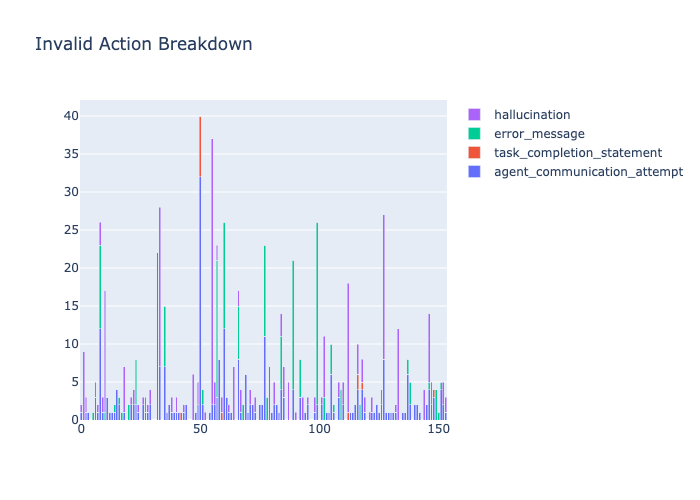 Invalid Action Breakdown
hallucination
error_message
task_completion_statement
agent_communication_attempt
40
35
30
25
20
15
10
5
0
0 50 100 150